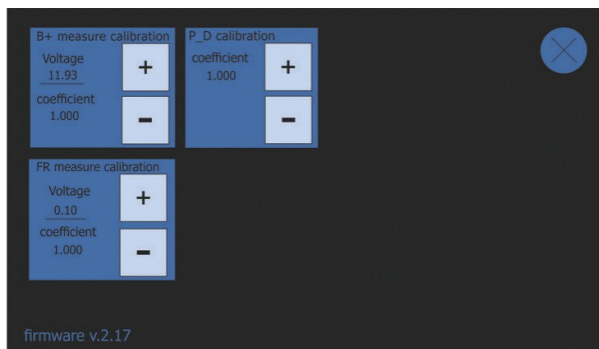 B+ measure calibration
Voltage
11.93
coefficient
1.000
+
-
P_D calibration
coefficient
1.000
+
-
FR measure calibration
Voltage
0.10
coefficient
1.000
+
-
firmware v.2.17